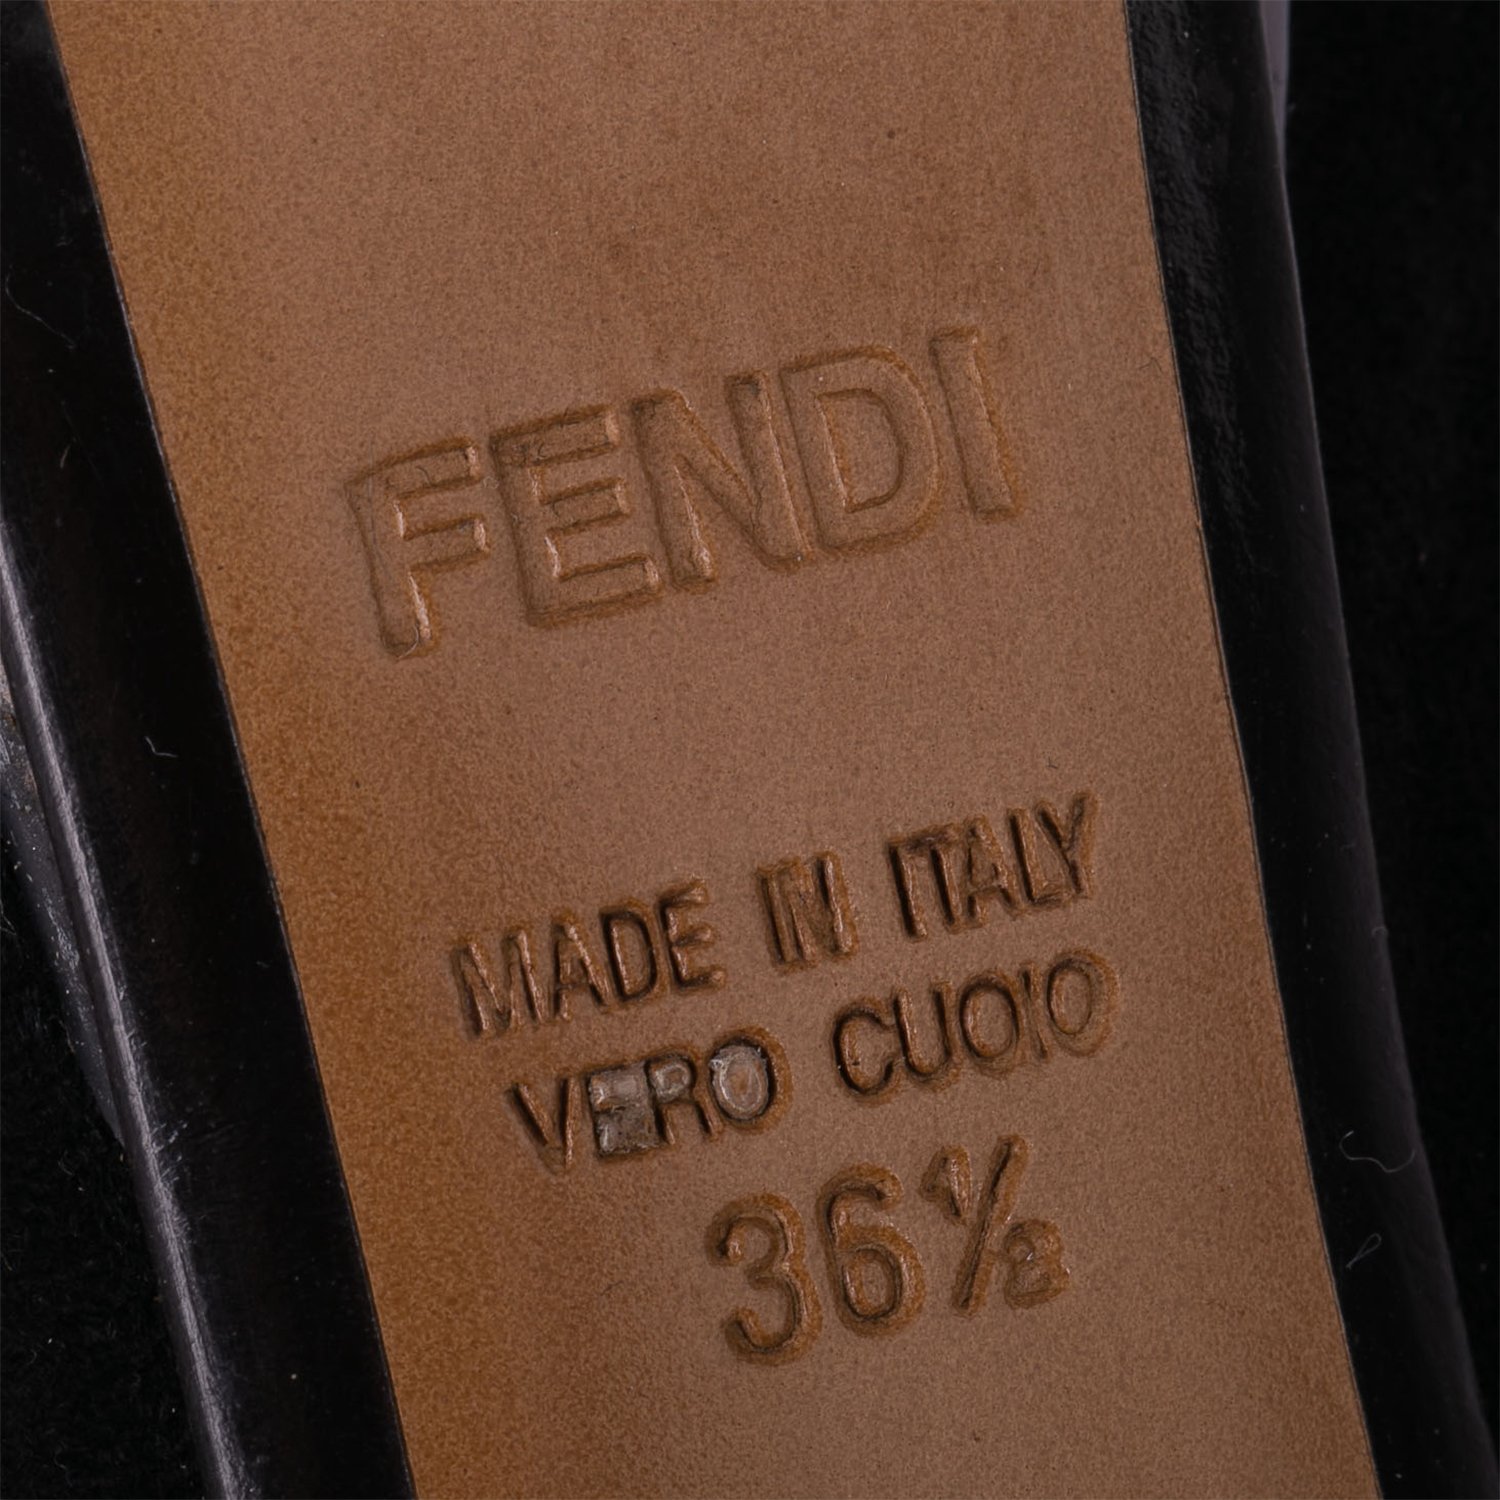 FENDI
MADE IN ITALY
VERO CUOIO
36½